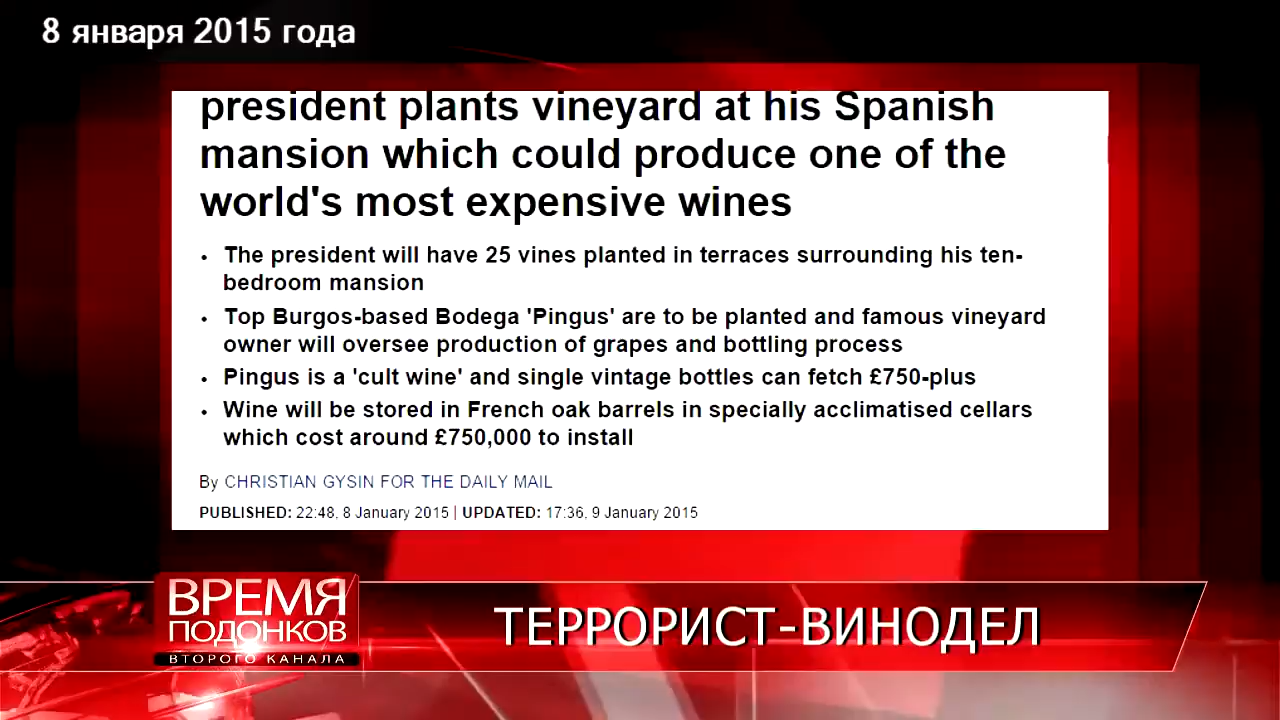 8 января 2015 года
president plants vineyard at his Spanish
mansion which could produce one of the
world's most expensive wines
• The president will have 25 vines planted in terraces surrounding his ten-
bedroom mansion
• Top Burgos-based Bodega 'Pingus' are to be planted and famous vineyard
owner will oversee production of grapes and bottling process
• Pingus is a 'cult wine' and single vintage bottles can fetch £750-plus
• Wine will be stored in French oak barrels in specially acclimatised cellars
which cost around £750,000 to install
By CHRISTIAN GYSIN FOR THE DAILY MAIL
PUBLISHED: 22:48, 8 January 2015 | UPDATED: 17:36, 9 January 2015
ВРЕМЯ
ПОДОНКОВ
ВТОРОГО КАНАЛА
ТЕРРОРИСТ-ВИНОДЕЛ